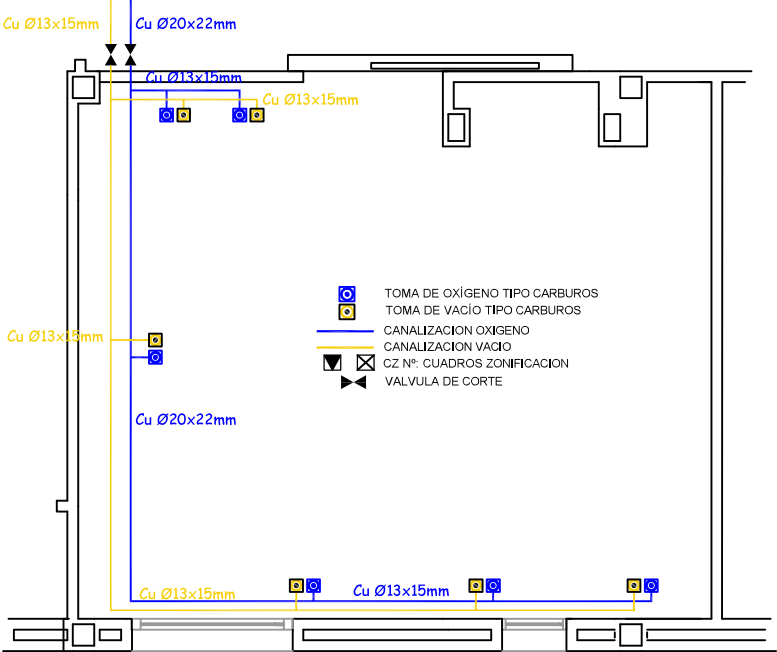 Cu Ø13x15mm
Cu Ø20x22mm
Cu Ø13x15mm
Cu Ø13x15mm
TOMA DE OXÍGENO TIPO CARBUROS
TOMA DE VACÍO TIPO CARBUROS
CANALIZACION OXIGENO
CANALIZACION VACIO
CZ Nº: CUADROS ZONIFICACION
VALVULA DE CORTE
Cu Ø13x15mm
Cu Ø20x22mm
Cu Ø13x15mm
Cu Ø13x15mm